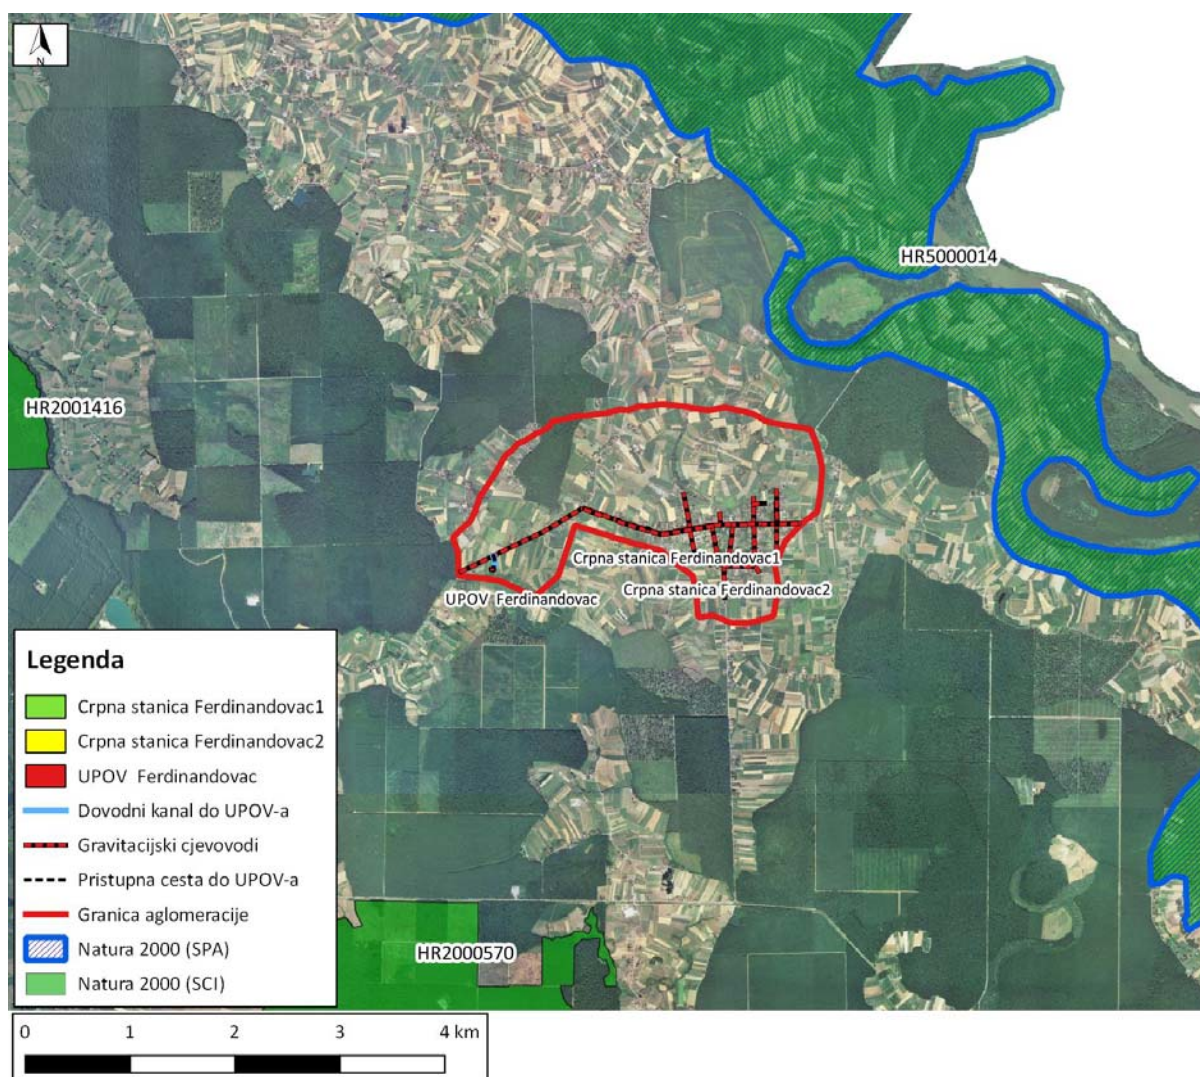 N
HR5000014
HR2001416
Crpna stanica Ferdinandovac1
Crpna stanica Ferdinandovac2
UPOV  Ferdinandovac
HR2000570
Legenda
Crpna stanica Ferdinandovac1
Crpna stanica Ferdinandovac2
UPOV  Ferdinandovac
Dovodni kanal do UPOV-a
Gravitacijski cjevovodi
Pristupna cesta do UPOV-a
Granica aglomeracije
Natura 2000 (SPA)
Natura 2000 (SCI)
0 1 2 3 4 km